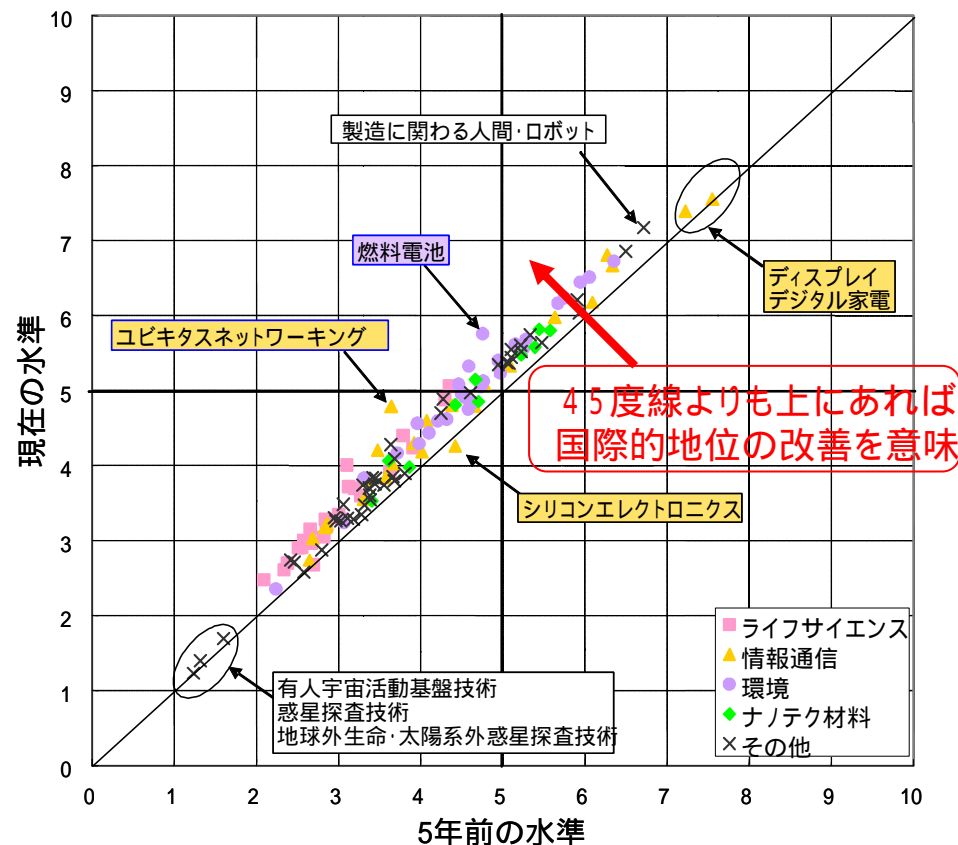 10
9
8
7
6
5
4
3
2
1
0
現在の水準
製造に関わる人間・ロボット
燃料電池
ユビキタスネットワーキング
ディスプレイ
デジタル家電
45度線よりも上にあれば
国際的地位の改善を意味
シリコンエレクトロニクス
有人宇宙活動基盤技術
惑星探査技術
地球外生命・太陽系外惑星探査技術
ライフサイエンス
情報通信
環境
ナノテク材料
その他
0 1 2 3 4 5 6 7 8 9 10
5年前の水準